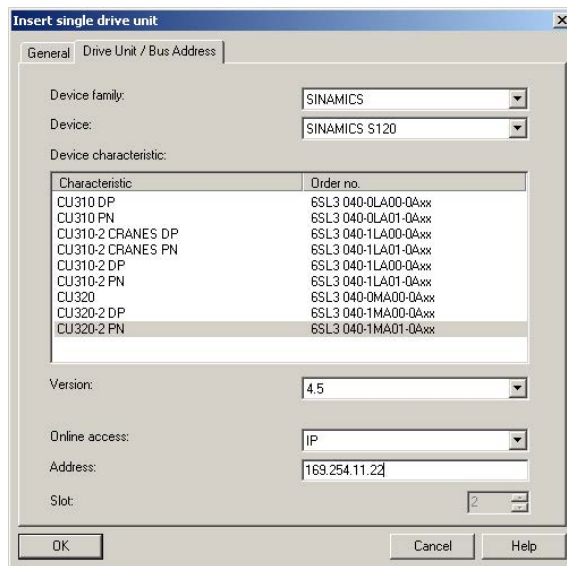 Insert single drive unit
General
Drive Unit / Bus Address
Device family:
SINAMICS
Device:
SINAMICS S120
Device characteristic:
Characteristic Order no.
CU310 DP 6SL3 040-0LA00-0Axx
CU310 PN 6SL3 040-0LA01-0Axx
CU310-2 CRANES DP 6SL3 040-1LA00-0Axx
CU310-2 CRANES PN 6SL3 040-1LA01-0Axx
CU310-2 DP 6SL3 040-1LA00-0Axx
CU310-2 PN 6SL3 040-1LA01-0Axx
CU320 6SL3 040-0MA00-0Axx
CU320-2 DP 6SL3 040-1MA00-0Axx
CU320-2 PN 6SL3 040-1MA01-0Axx
Version:
4.5
Online access:
IP
Address:
169.254.11.22
Slot:
2
OK
Cancel
Help